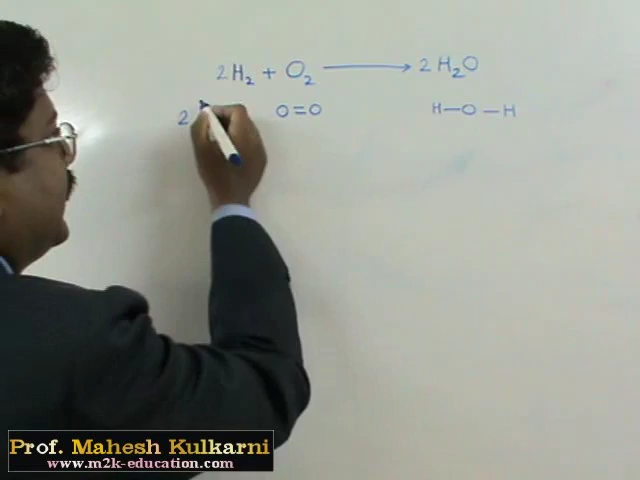 2H₂ + O₂ ⟶ 2H₂O
2 O=O H—O—H
Prof. Mahesh Kulkarni
www.m2k-education.com